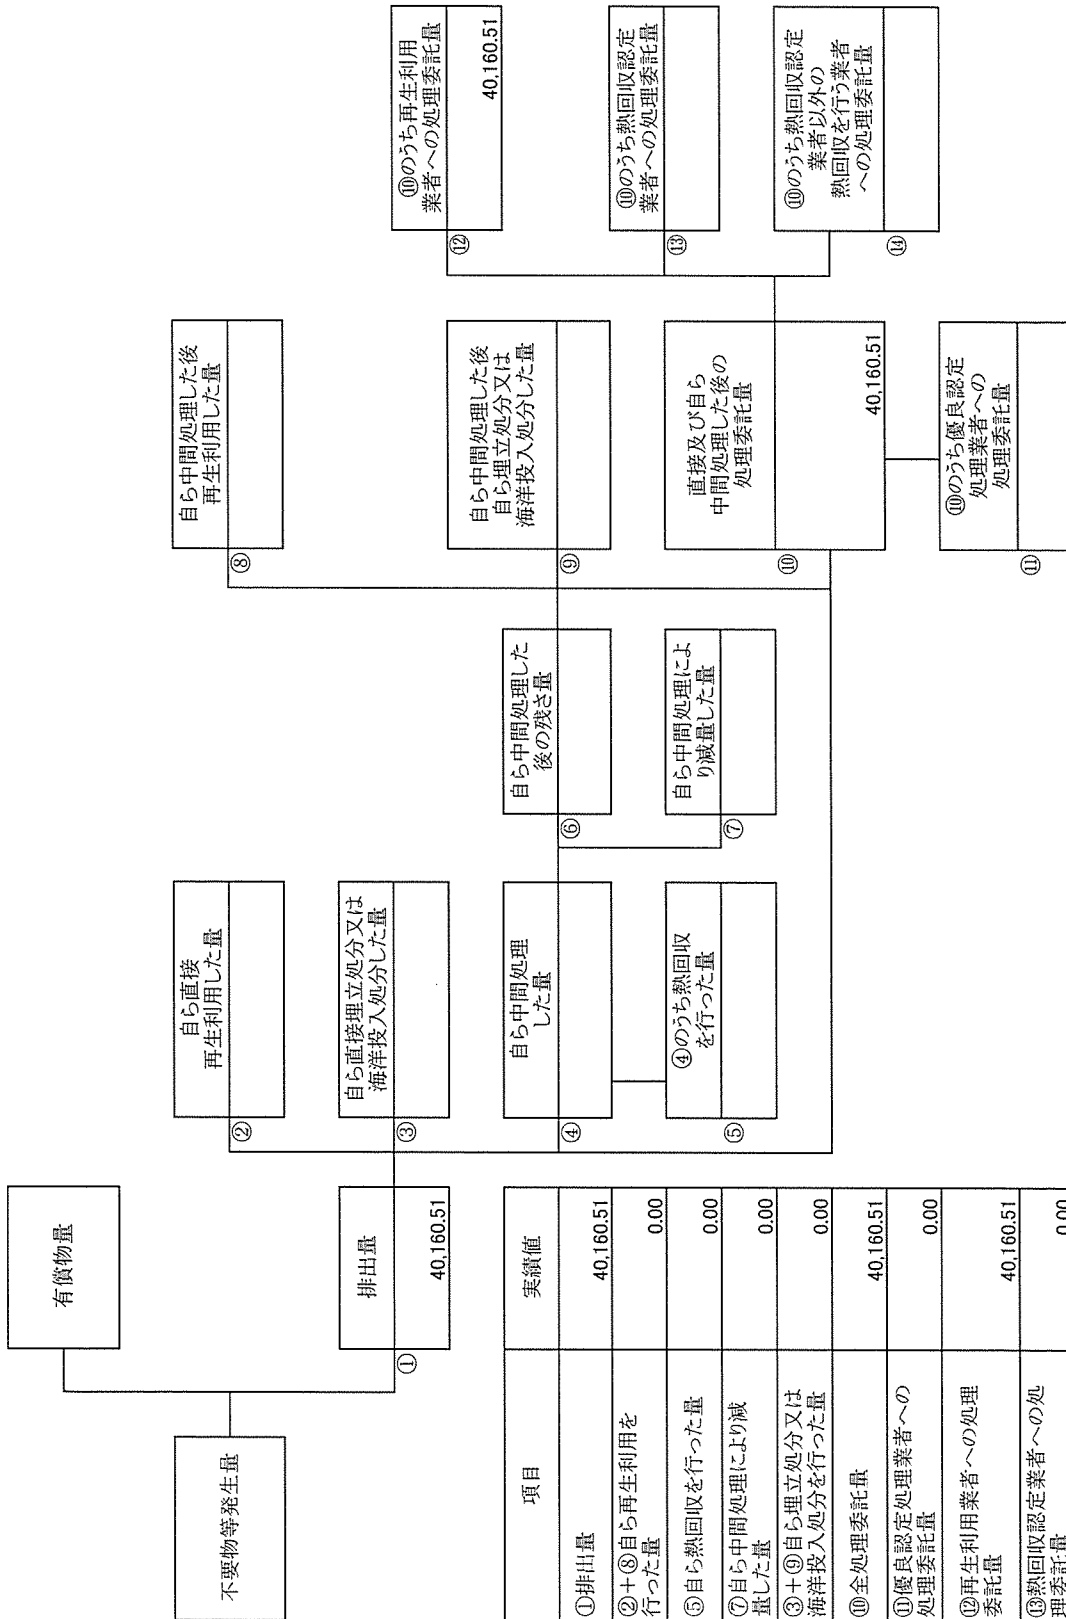 不要物等発生量
有償物量
排出量
①
40,160.51
②
自ら直接
再生利用した量
③
自ら直接埋立処分又は
海洋投入処分した量
④
自ら中間処理
した量
⑤
④のうち熱回収
を行った量
⑥
自ら中間処理した
後の残さ量
⑦
自ら中間処理によ
り減量した量
⑧
自ら中間処理した後
再生利用した量
⑨
自ら中間処理した後
自ら埋立処分又は
海洋投入処分した量
⑩
直接及び自ら
中間処理した後の
処理委託量
40,160.51
⑪
⑩のうち優良認定
処理業者への
処理委託量
⑫
⑩のうち再生利用
業者への処理委託量
40,160.51
⑬
⑩のうち熱回収認定
業者への処理委託量
⑭
⑩のうち熱回収認定
業者以外の
熱回収を行う業者
への処理委託量
項目 実績値
①排出量 40,160.51
②+⑧自ら再生利用を
行った量 0.00
⑤自ら熱回収を行った量 0.00
⑦自ら中間処理により減
量した量 0.00
③+⑨自ら埋立処分又は
海洋投入処分を行った量 0.00
⑩全処理委託量 40,160.51
⑪優良認定処理業者への
処理委託量 0.00
⑫再生利用業者への処理
委託量 40,160.51
⑬熱回収認定業者への処
理委託量 0.00